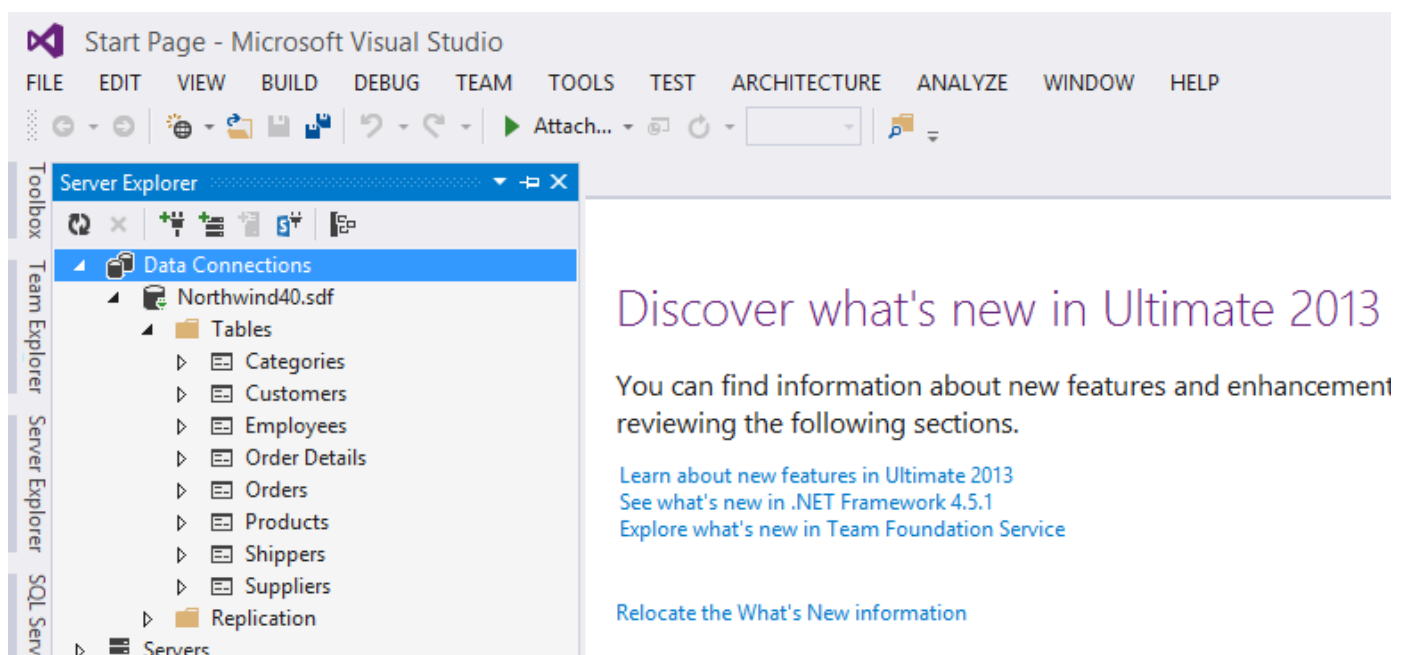 Start Page - Microsoft Visual Studio
FILE EDIT VIEW BUILD DEBUG TEAM TOOLS TEST ARCHITECTURE ANALYZE WINDOW HELP
Attach...
Toolbox
Team Explorer
Server Explorer
SQL Serv
Server Explorer
Data Connections
Northwind40.sdf
Tables
Categories
Customers
Employees
Order Details
Orders
Products
Shippers
Suppliers
Replication
Servers
Discover what's new in Ultimate 2013
You can find information about new features and enhancement
reviewing the following sections.
Learn about new features in Ultimate 2013
See what's new in .NET Framework 4.5.1
Explore what's new in Team Foundation Service
Relocate the What's New information